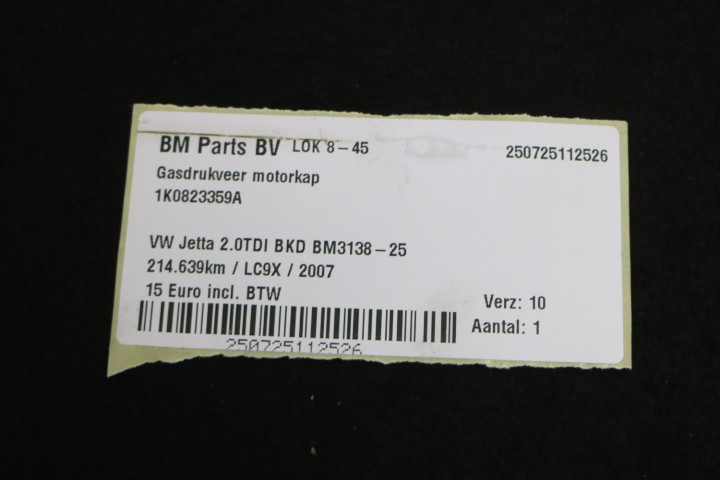 BM Parts BV LOK 8-45 250725112526
Gasdrukveer motorkap
1K0823359A
VW Jetta 2.0TDI BKD BM3138-25
214.639km / LC9X / 2007
15 Euro incl. BTW
Verz: 10
Aantal: 1
250725112526